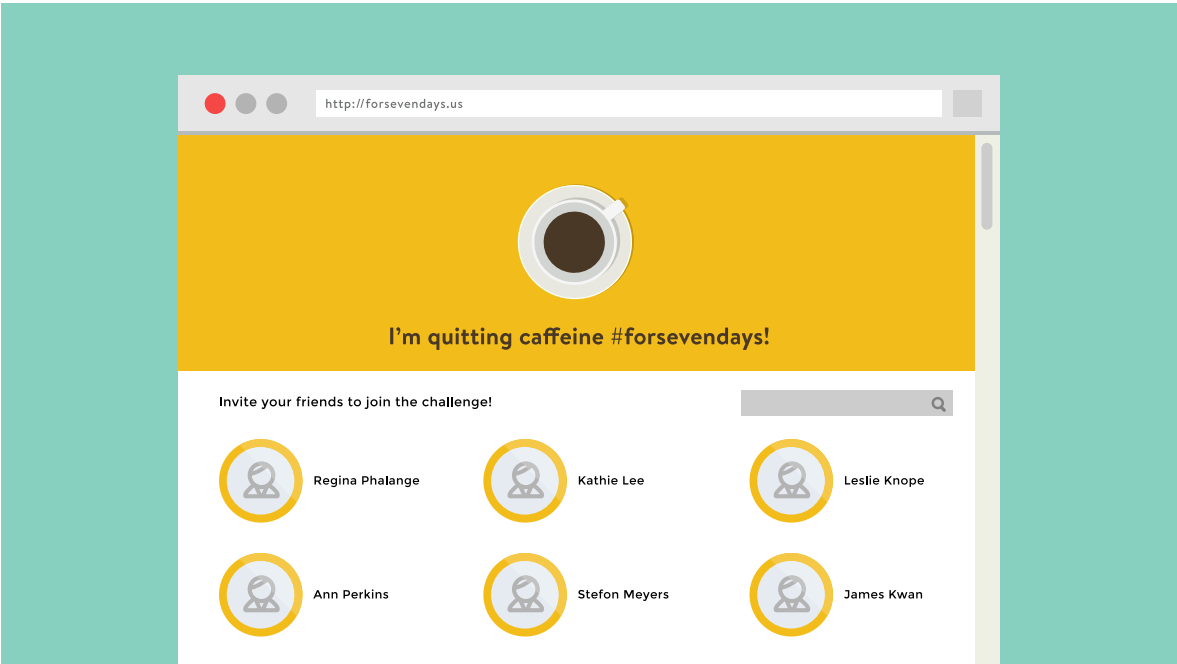 http://forsevendays.us
I'm quitting caffeine #forsevendays!
Invite your friends to join the challenge!
Regina Phalange
Kathie Lee
Leslie Knope
Ann Perkins
Stefon Meyers
James Kwan